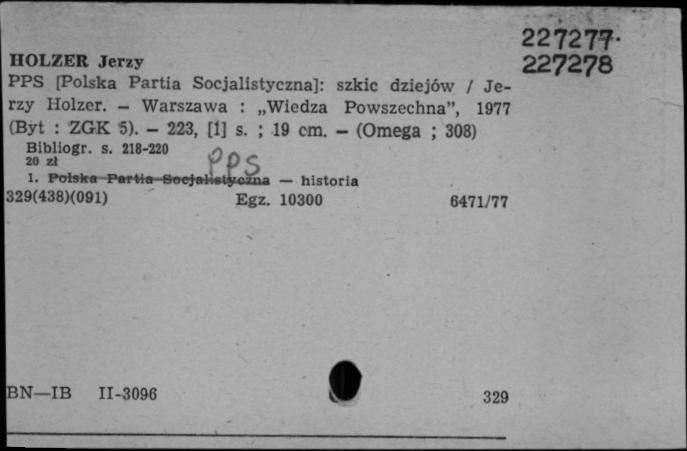 227277.
HOLZER Jerzy
227278
PPS [Polska Partia Socjalistyczna]: szkic dziejów / Je-
rzy Holzer. — Warszawa : „Wiedza Powszechna”, 1977
(Byt : ZGK 5). — 223, [1] s. ; 19 cm. — (Omega ; 308)
Bibliogr. s. 218-220
20 zł
PPS
1. Polska Partia Socjalistyczna — historia
329(438)(091) Egz. 10300 6471/77
BN—IB II-3096 329